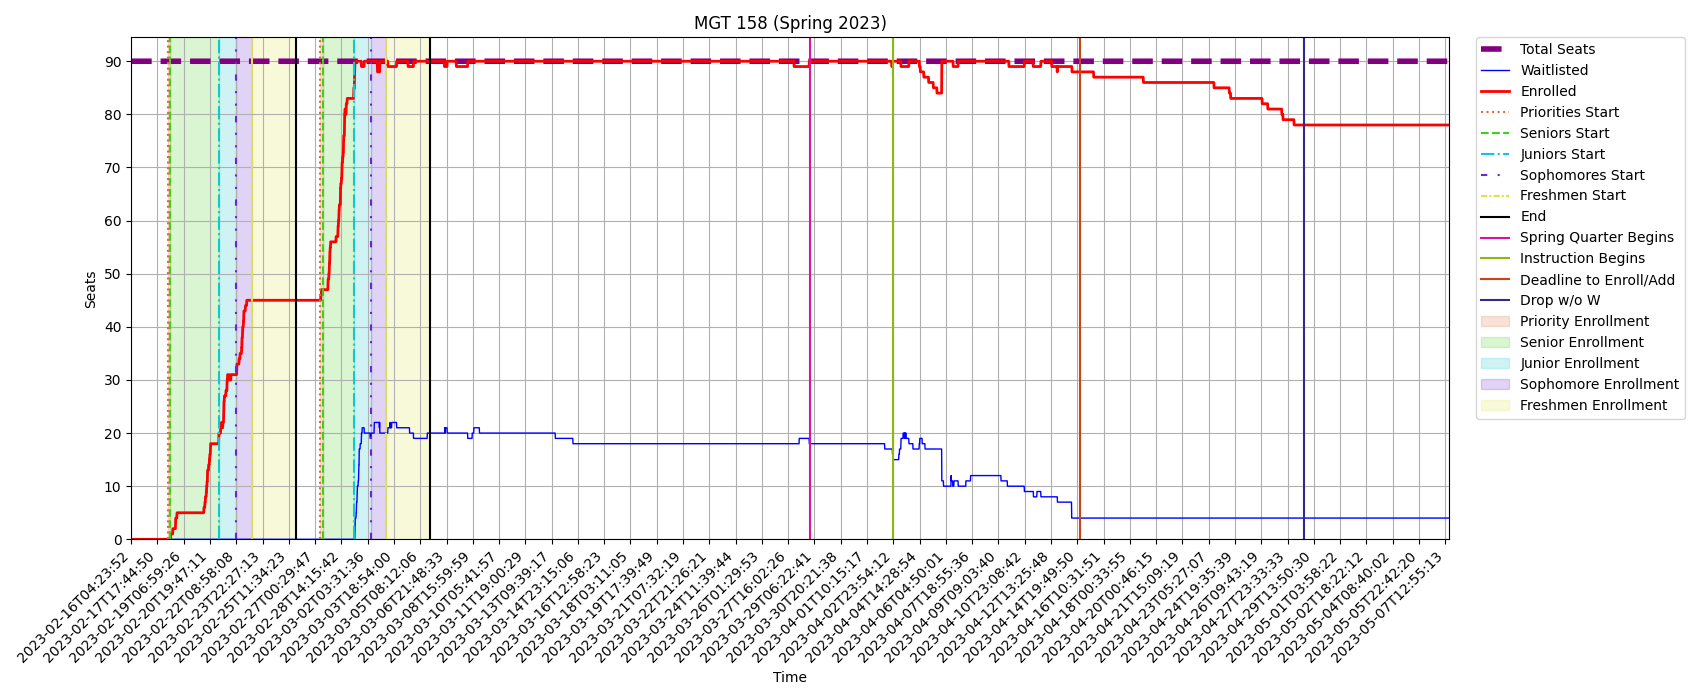 MGT 158 (Spring 2023)
Seats
90
80
70
60
50
40
30
20
10
0
2023-02-16T04:23:52
2023-02-17T17:44:50
2023-02-19T06:59:26
2023-02-20T19:47:11
2023-02-22T08:58:08
2023-02-23T22:27:13
2023-02-25T11:34:23
2023-02-27T00:29:47
2023-02-28T14:15:42
2023-03-02T03:31:36
2023-03-03T18:54:00
2023-03-05T08:12:06
2023-03-06T21:48:33
2023-03-08T15:59:59
2023-03-10T05:41:57
2023-03-11T19:00:29
2023-03-13T09:39:17
2023-03-14T23:15:06
2023-03-16T12:58:23
2023-03-18T03:11:05
2023-03-19T17:39:49
2023-03-21T07:32:19
2023-03-22T21:26:21
2023-03-24T11:39:44
2023-03-26T01:29:53
2023-03-27T16:02:26
2023-03-29T06:22:41
2023-03-30T20:21:38
2023-04-01T10:15:17
2023-04-02T23:54:12
2023-04-04T14:28:54
2023-04-06T04:50:01
2023-04-07T18:55:36
2023-04-09T09:03:40
2023-04-10T23:08:42
2023-04-12T13:25:48
2023-04-14T19:49:50
2023-04-16T10:31:51
2023-04-18T00:33:55
2023-04-20T00:46:15
2023-04-21T15:09:19
2023-04-23T05:27:07
2023-04-24T19:35:39
2023-04-26T09:43:19
2023-04-27T23:33:33
2023-04-29T13:50:30
2023-05-01T03:58:22
2023-05-02T18:22:12
2023-05-04T08:40:02
2023-05-05T22:42:20
2023-05-07T12:55:13
Time
Total Seats
Waitlisted
Enrolled
Priorities Start
Seniors Start
Juniors Start
Sophomores Start
Freshmen Start
End
Spring Quarter Begins
Instruction Begins
Deadline to Enroll/Add
Drop w/o W
Priority Enrollment
Senior Enrollment
Junior Enrollment
Sophomore Enrollment
Freshmen Enrollment